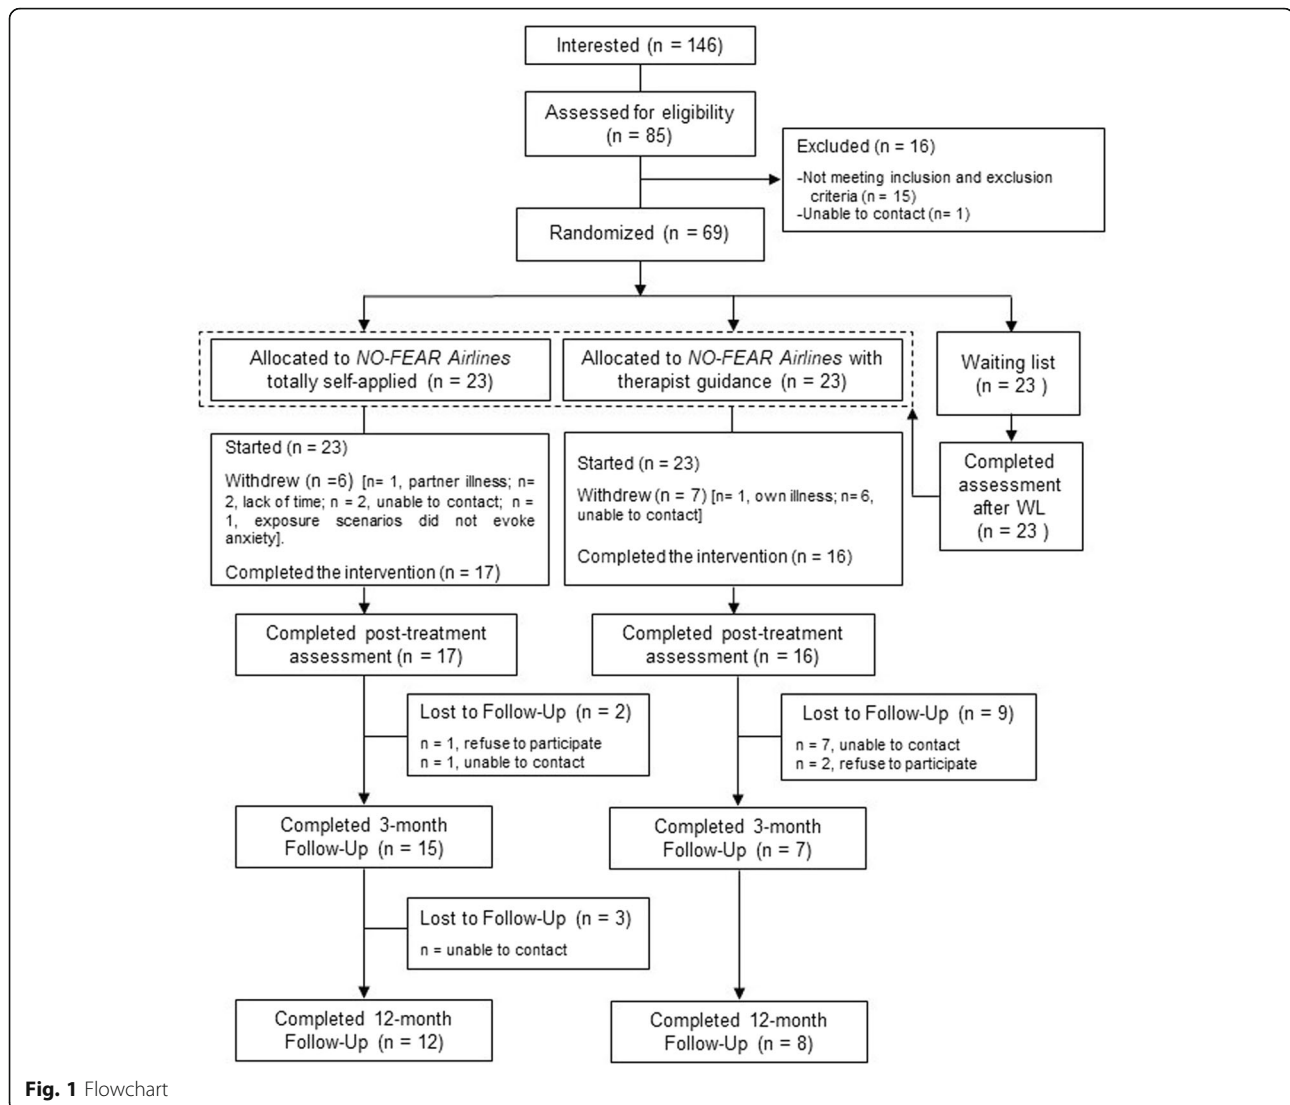 Interested (n = 146)
Assessed for eligibility
(n = 85)
Excluded (n = 16)
-Not meeting inclusion and exclusion
criteria (n = 15)
-Unable to contact (n= 1)
Randomized (n = 69)
Allocated to NO-FEAR Airlines
totally self-applied (n = 23)
Allocated to NO-FEAR Airlines with
therapist guidance (n = 23)
Waiting list
(n = 23 )
Started (n = 23)
Withdrew (n =6) [n= 1, partner illness; n=
2, lack of time; n = 2, unable to contact; n =
1, exposure scenarios did not evoke
anxiety].
Completed the intervention (n = 17)
Started (n = 23)
Withdrew (n = 7) [n= 1, own illness; n= 6,
unable to contact]
Completed the intervention (n = 16)
Completed
assessment
after WL
(n = 23 )
Completed post-treatment
assessment (n = 17)
Completed post-treatment
assessment (n = 16)
Lost to Follow-Up (n = 2)
n = 1, refuse to participate
n = 1, unable to contact
Lost to Follow-Up (n = 9)
n = 7, unable to contact
n = 2, refuse to participate
Completed 3-month
Follow-Up (n = 15)
Completed 3-month
Follow-Up (n = 7)
Lost to Follow-Up (n = 3)
n = unable to contact
Completed 12-month
Follow-Up (n = 12)
Completed 12-month
Follow-Up (n = 8)
Fig. 1 Flowchart